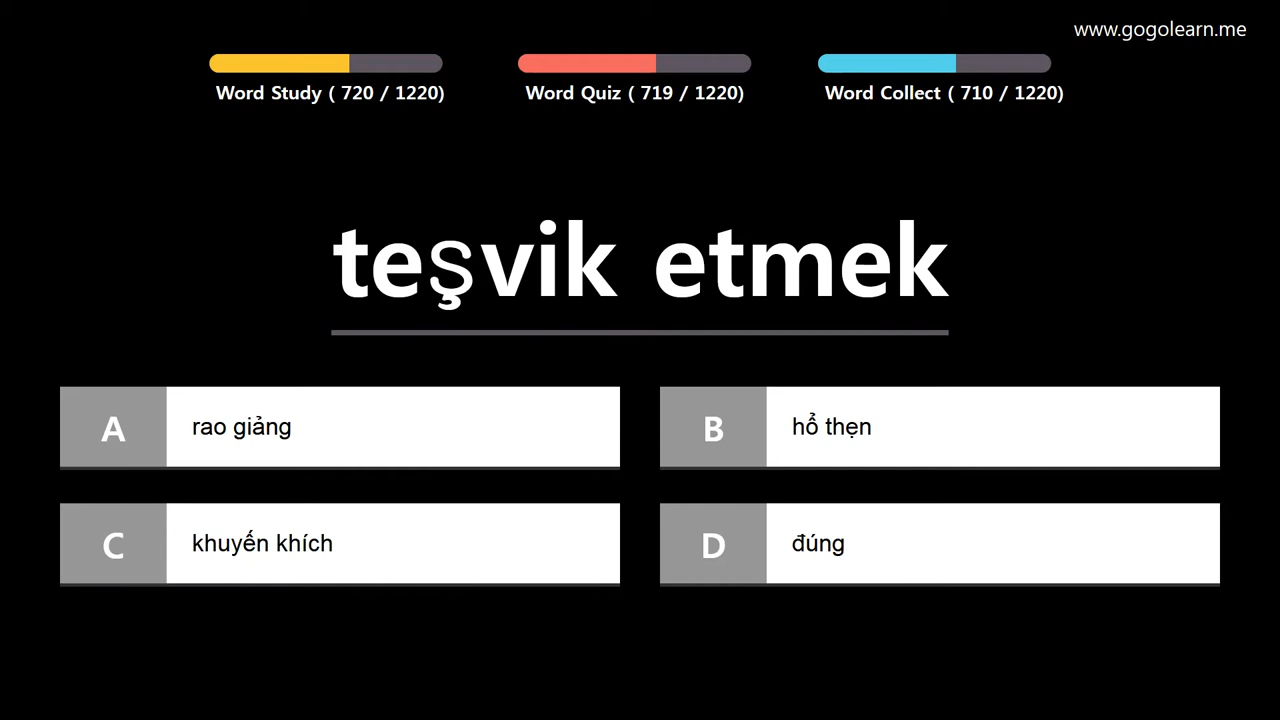 www.gogolearn.me
Word Study ( 720 / 1220)
Word Quiz ( 719 / 1220)
Word Collect ( 710 / 1220)
teşvik etmek
A rao giảng
B hổ thẹn
C khuyến khích
D đúng